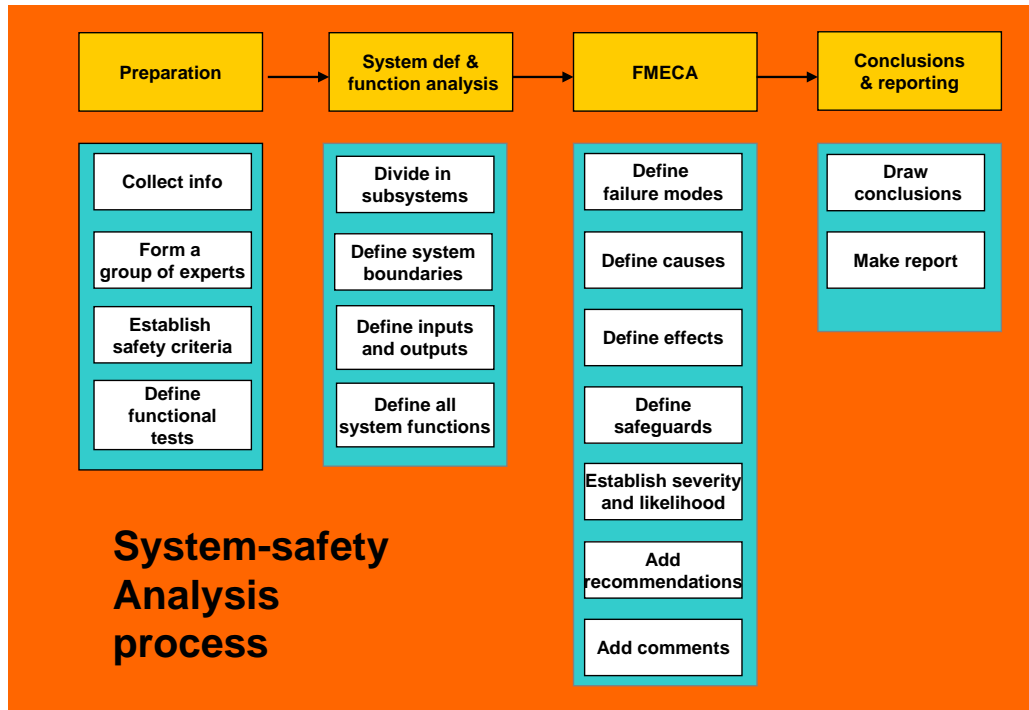 Preparation
System def &
function analysis
FMECA
Conclusions
& reporting
Collect info
Form a
group of experts
Establish
safety criteria
Define
functional
tests
Divide in
subsystems
Define system
boundaries
Define inputs
and outputs
Define all
system functions
Define
failure modes
Define causes
Define effects
Define
safeguards
Establish severity
and likelihood
Add
recommendations
Add comments
Draw
conclusions
Make report
System-safety
Analysis
process